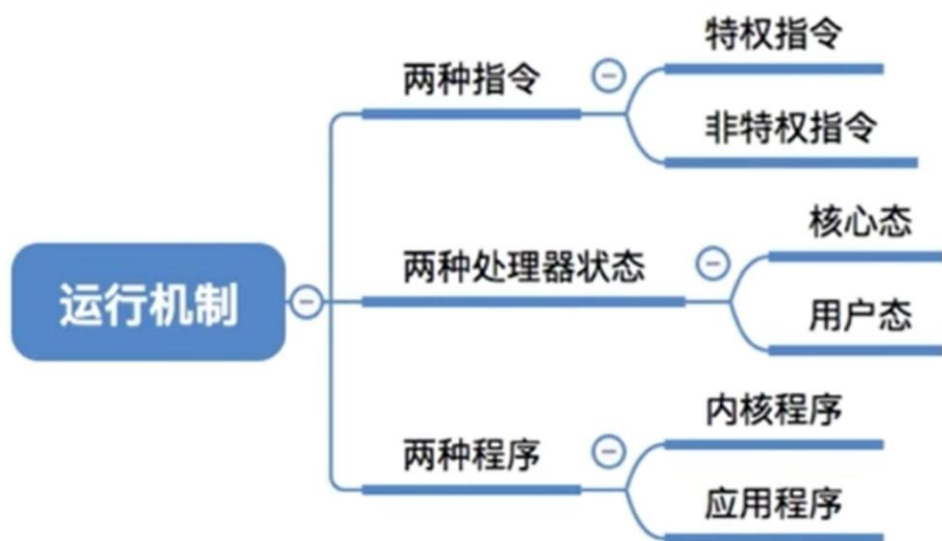 运行机制
两种指令
特权指令
非特权指令
两种处理器状态
核心态
用户态
两种程序
内核程序
应用程序